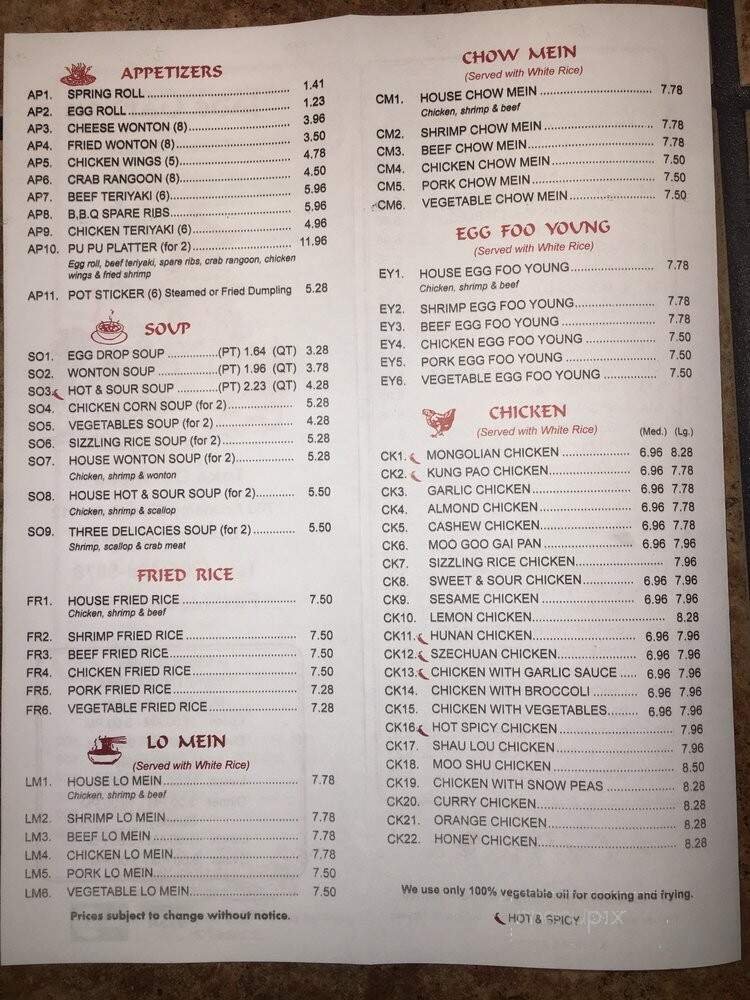 APPETIZERS
AP1. SPRING ROLL 1.41
AP2. EGG ROLL 1.23
AP3. CHEESE WONTON (8) 3.96
AP4. FRIED WONTON (8) 3.50
AP5. CHICKEN WINGS (5) 4.78
AP6. CRAB RANGOON (8) 4.50
AP7. BEEF TERIYAKI (6) 5.96
AP8. B,B.Q SPARE RIBS 5.96
AP9. CHICKEN TERIYAKI (6) 4.96
AP10. PU PU PLATTER (for 2) 11.96
Egg roll, beef teriyaki, spare ribs, crab rangoon, chicken
wings & fried shrimp
AP11. POT STICKER (6) Steamed or Fried Dumpling 5.28
SOUP
SO1. EGG DROP SOUP (PT) 1.64 (QT) 3.28
SO2. WONTON SOUP (PT) 1.96 (QT) 3.78
SO3. HOT & SOUR SOUP (PT) 2.23 (QT) 4.28
SO4. CHICKEN CORN SOUP (for 2) 5.28
SO5. VEGETABLES SOUP (for 2) 4.28
SO6. SIZZLING RICE SOUP (for 2) 5.28
SO7. HOUSE WONTON SOUP (for 2) 5.28
Chicken, shrimp & wonton
SO8. HOUSE HOT & SOUR SOUP (for 2) 5.50
Chicken, shrimp & scallop
SO9. THREE DELICACIES SOUP (for 2) 5.50
Shrimp, scallop & crab meat
FRIED RICE
FR1. HOUSE FRIED RICE 7.50
Chicken, shrimp & beef
FR2. SHRIMP FRIED RICE 7.50
FR3. BEEF FRIED RICE 7.50
FR4. CHICKEN FRIED RICE 7.50
FR5. PORK FRIED RICE 7.28
FR6. VEGETABLE FRIED RICE 7.28
LO MEIN
(Served with White Rice)
LM1. HOUSE LO MEIN 7.78
Chicken, shrimp & beef
LM2. SHRIMP LO MEIN 7.78
LM3. BEEF LO MEIN 7.78
LM4. CHICKEN LO MEIN 7.78
LM5. PORK LO MEIN 7.50
LM6. VEGETABLE LO MEIN 7.50
Prices subject to change without notice.
CHOW MEIN
(Served with White Rice)
CM1. HOUSE CHOW MEIN 7.78
Chicken, shrimp & beef
CM2. SHRIMP CHOW MEIN 7.78
CM3. BEEF CHOW MEIN 7.78
CM4. CHICKEN CHOW MEIN 7.50
CM5. PORK CHOW MEIN 7.50
CM6. VEGETABLE CHOW MEIN 7.50
EGG FOO YOUNG
(Served with White Rice)
EY1. HOUSE EGG FOO YOUNG 7.78
Chicken, shrimp & beef
EY2. SHRIMP EGG FOO YOUNG 7.78
EY3. BEEF EGG FOO YOUNG 7.78
EY4. CHICKEN EGG FOO YOUNG 7.50
EY5. PORK EGG FOO YOUNG 7.50
EY6. VEGETABLE EGG FOO YOUNG 7.50
CHICKEN
(Served with White Rice) (Med.) (Lg.)
CK1. MONGOLIAN CHICKEN 6.96 8.28
CK2. KUNG PAO CHICKEN 6.96 7.78
CK3. GARLIC CHICKEN 6.96 7.78
CK4. ALMOND CHICKEN 6.96 7.78
CK5. CASHEW CHICKEN 6.96 7.78
CK6. MOO GOO GAI PAN 6.96 7.96
CK7. SIZZLING RICE CHICKEN 7.96
CK8. SWEET & SOUR CHICKEN 6.96 7.96
CK9. SESAME CHICKEN 6.96 7.96
CK10. LEMON CHICKEN 8.28
CK11. HUNAN CHICKEN 6.96 7.96
CK12. SZECHUAN CHICKEN 6.96 7.96
CK13. CHICKEN WITH GARLIC SAUCE 6.96 7.96
CK14. CHICKEN WITH BROCCOLI 6.96 7.96
CK15. CHICKEN WITH VEGETABLES 6.96 7.96
CK16. HOT SPICY CHICKEN 7.96
CK17. SHAU LOU CHICKEN 7.96
CK18. MOO SHU CHICKEN 8.50
CK19. CHICKEN WITH SNOW PEAS 8.28
CK20. CURRY CHICKEN 8.28
CK21. ORANGE CHICKEN 8.28
CK22. HONEY CHICKEN 8.28
We use only 100% vegetable oil for cooking and frying.
HOT & SPICY